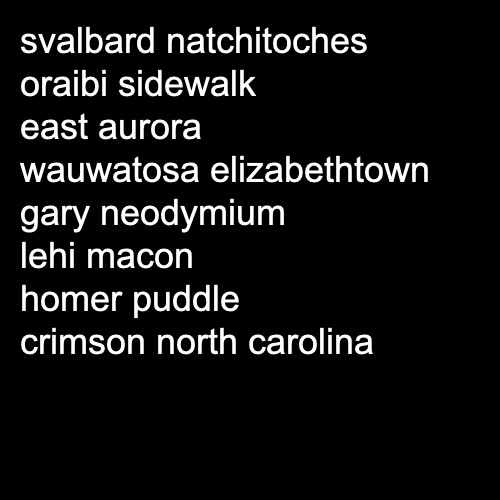 svalbard natchitoches
oraibi sidewalk
east aurora
wauwatosa elizabethtown
gary neodymium
lehi macon
homer puddle
crimson north carolina